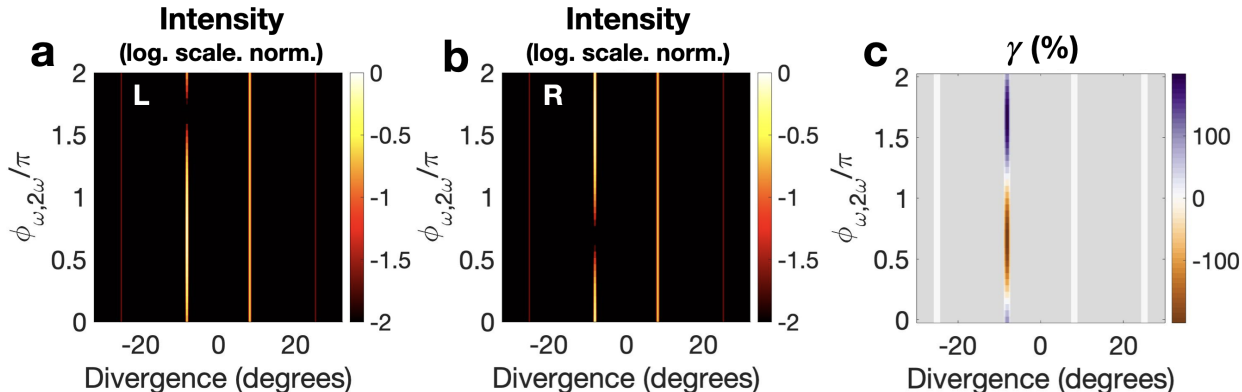 a
Intensity
(log. scale. norm.)
L
ϕω,2ω/π
2
1.5
1
0.5
0
-20 0 20
Divergence (degrees)
0
-0.5
-1
-1.5
-2
b
Intensity
(log. scale. norm.)
R
ϕω,2ω/π
2
1.5
1
0.5
0
-20 0 20
Divergence (degrees)
0
-0.5
-1
-1.5
-2
c
γ (%)
ϕω,2ω/π
2
1.5
1
0.5
0
-20 0 20
Divergence (degrees)
100
0
-100